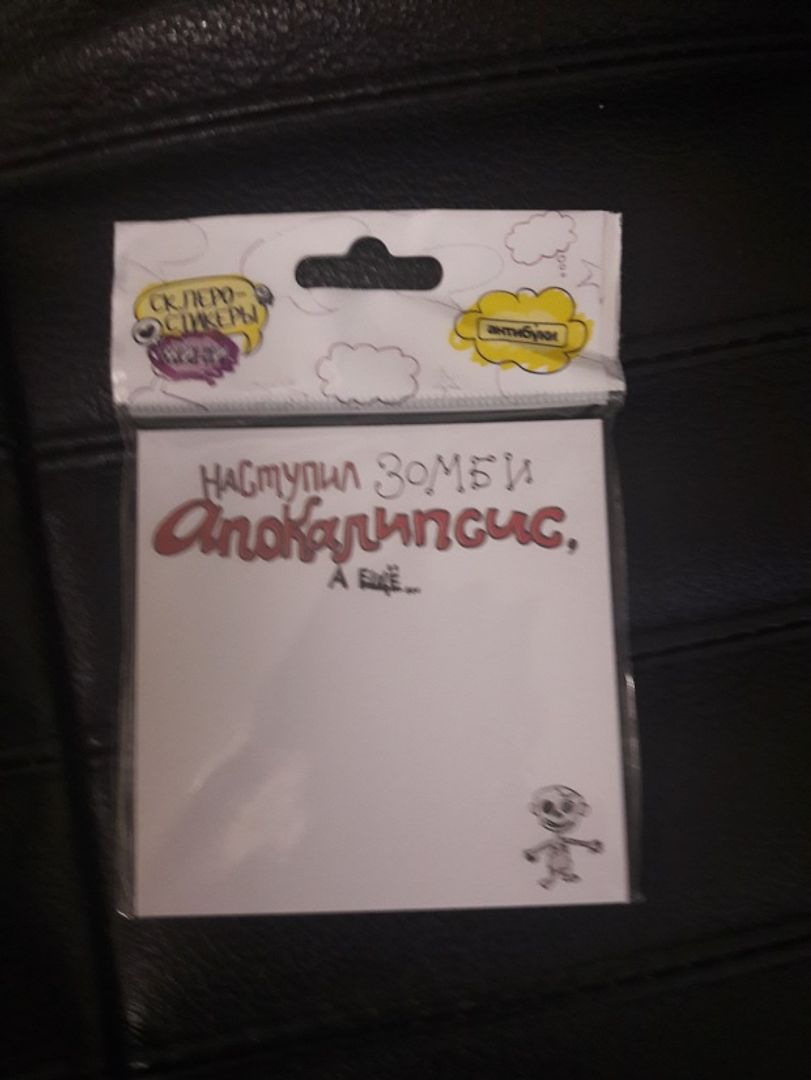 СКЛЕРО-
СТИКЕРЫ
антибуки
НАСТУПИЛ ЗОМБИ
АПОКАЛИПСИС,
А ЕЩЁ...